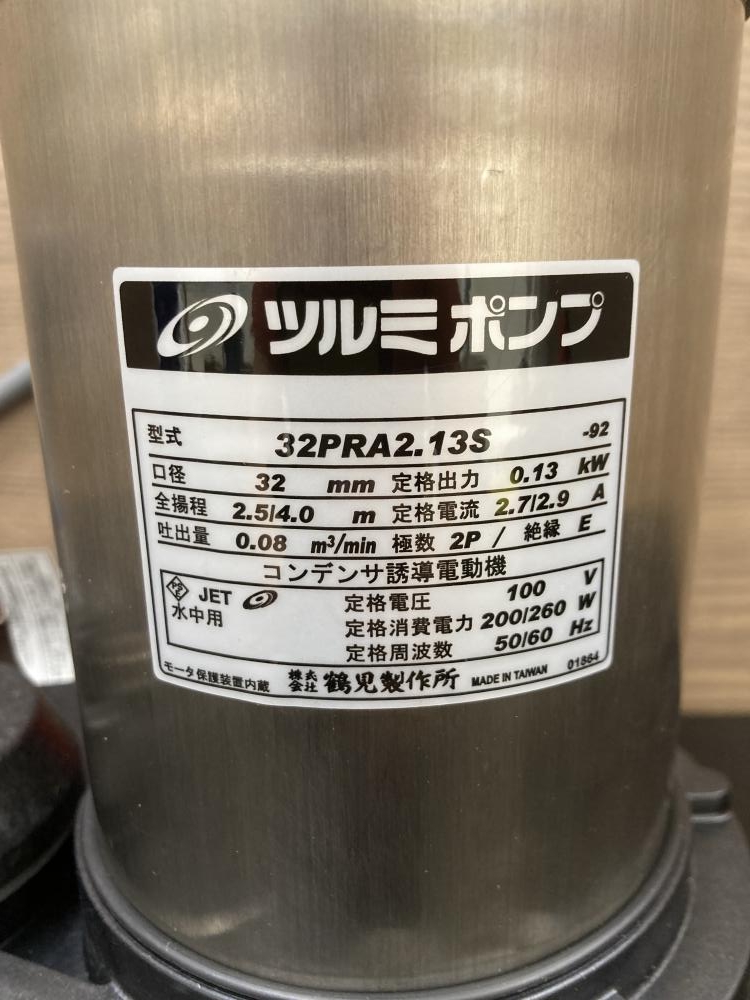 ツルミポンプ
型式 32PRA2.13S -92
口径 32 mm 定格出力 0.13 kW
全揚程 2.5/4.0 m 定格電流 2.7/2.9 A
吐出量 0.08 m³/min 極数 2P / 絶縁 E
コンデンサ誘導電動機
PSE JET 定格電圧 100 V
水中用 定格消費電力 200/260 W
定格周波数 50/60 Hz
モータ保護装置内蔵 株式会社 鶴見製作所 MADE IN TAIWAN 01864